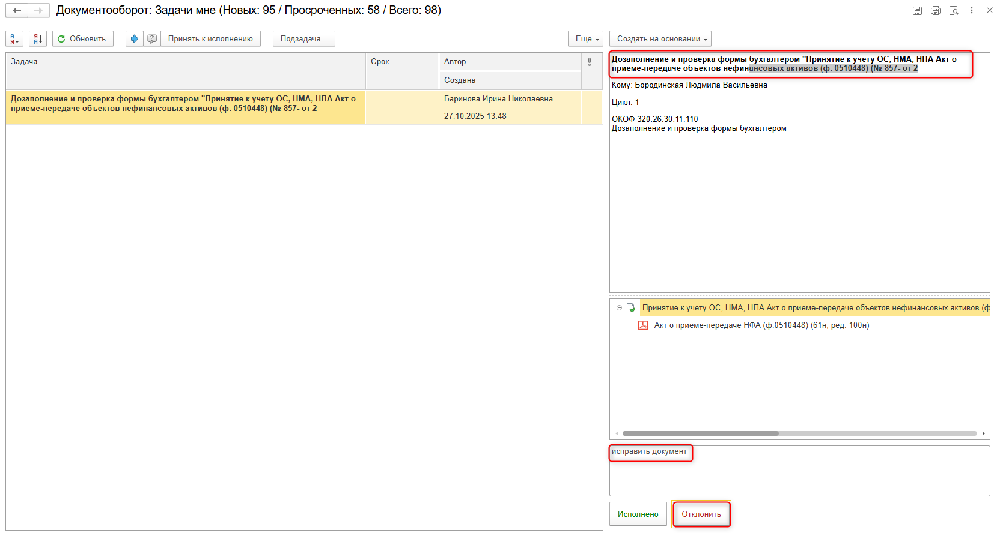 Документооборот: Задачи мне (Новых: 95 / Просроченных: 58 / Всего: 98)
Обновить
Принять к исполнению
Подзадача...
Еще
Создать на основании
Задача
Срок
Автор
Создана
Дозаполнение и проверка формы бухгалтером "Принятие к учету ОС, НМА, НПА Акт о
приеме-передаче объектов нефинансовых активов (ф. 0510448) (№ 857- от 2
Баринова Ирина Николаевна
27.10.2025 13:48
Дозаполнение и проверка формы бухгалтером "Принятие к учету ОС, НМА, НПА Акт о
приеме-передаче объектов нефинансовых активов (ф. 0510448) (№ 857- от 2
Кому: Бородинская Людмила Васильевна
Цикл: 1
ОКОФ 320.26.30.11.110
Дозаполнение и проверка формы бухгалтером
Принятие к учету ОС, НМА, НПА Акт о приеме-передаче объектов нефинансовых активов (ф
Акт о приеме-передаче НФА (ф.0510448) (61н, ред. 100н)
исправить документ
Исполнено
Отклонить